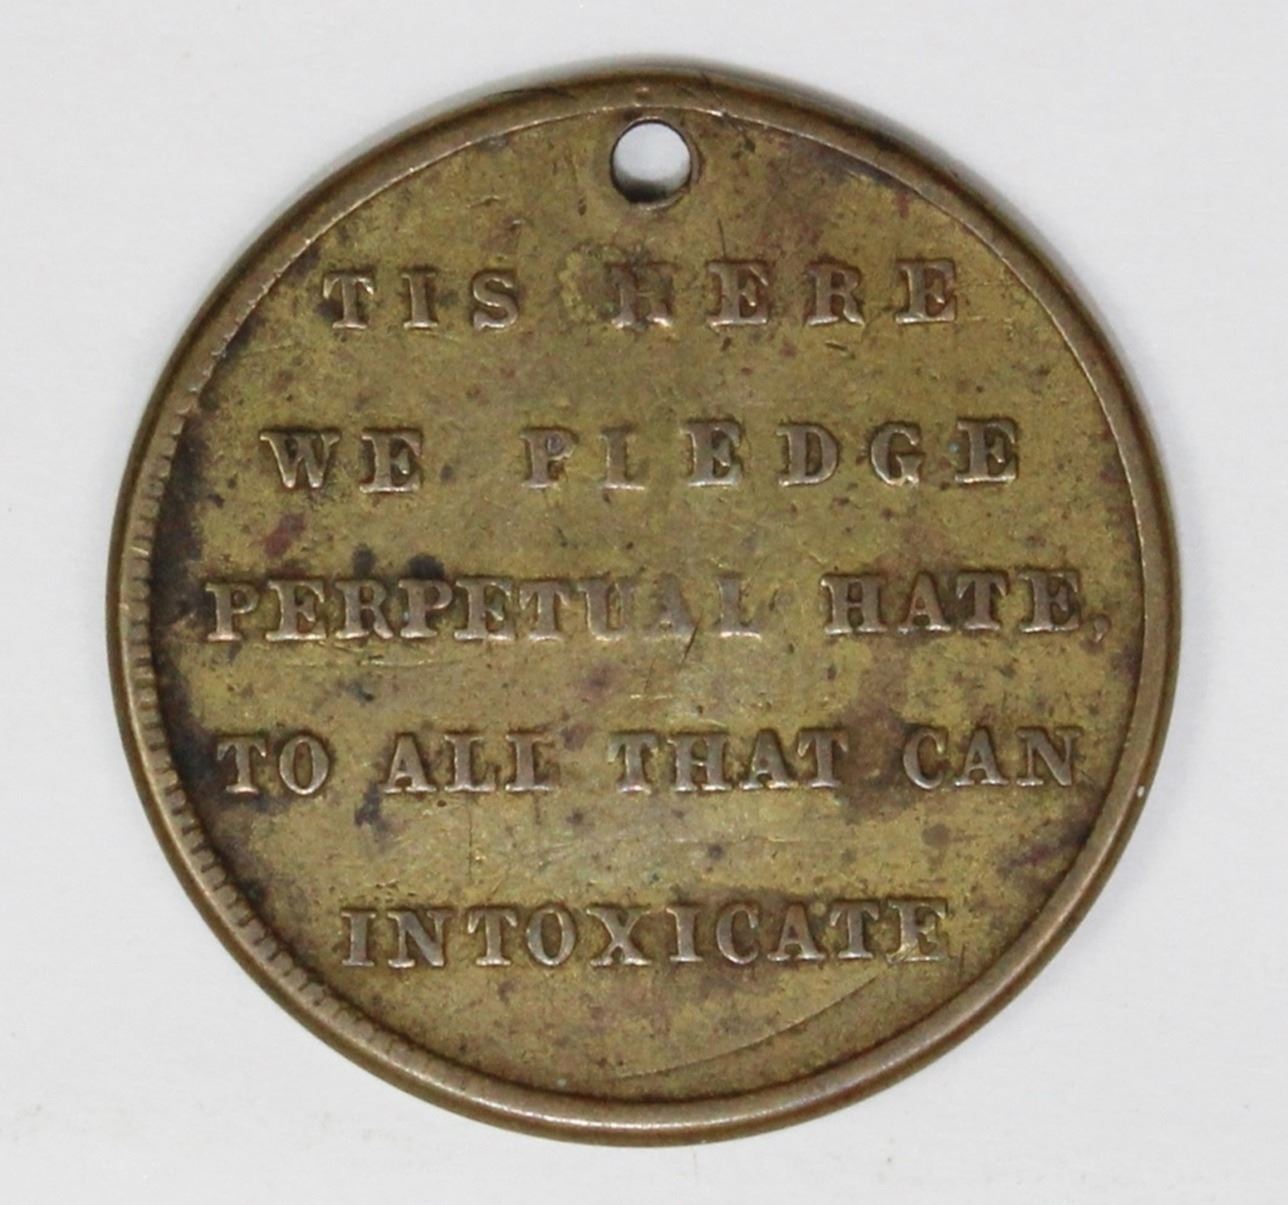 TIS HERE
WE PLEDGE
PERPETUAL HATE,
TO ALL THAT CAN
INTOXICATE